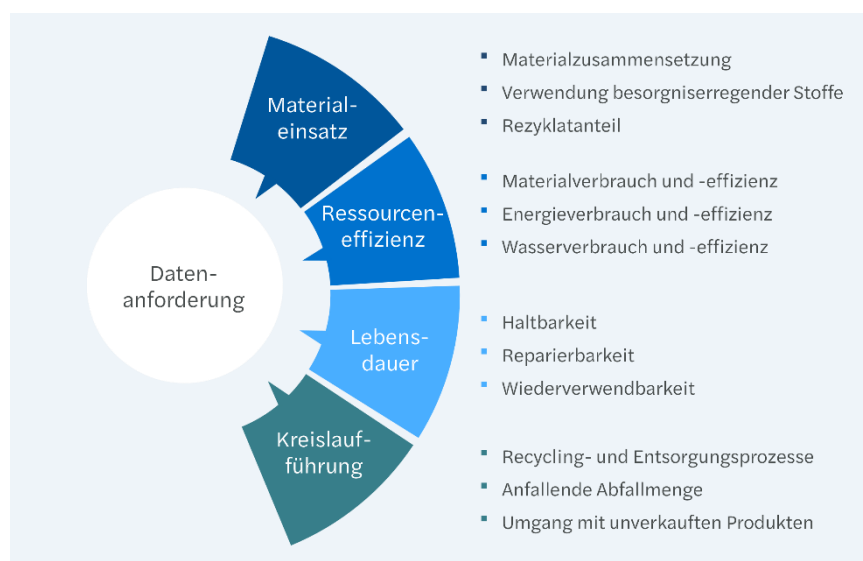 Daten-
anforderung
Material-
einsatz
Materialzusammensetzung
Verwendung besorgniserregender Stoffe
Rezyklatanteil
Ressourcen-
effizienz
Materialverbrauch und -effizienz
Energieverbrauch und -effizienz
Wasserverbrauch und -effizienz
Lebens-
dauer
Haltbarkeit
Reparierbarkeit
Wiederverwendbarkeit
Kreislauf-
führung
Recycling- und Entsorgungsprozesse
Anfallende Abfallmenge
Umgang mit unverkauften Produkten